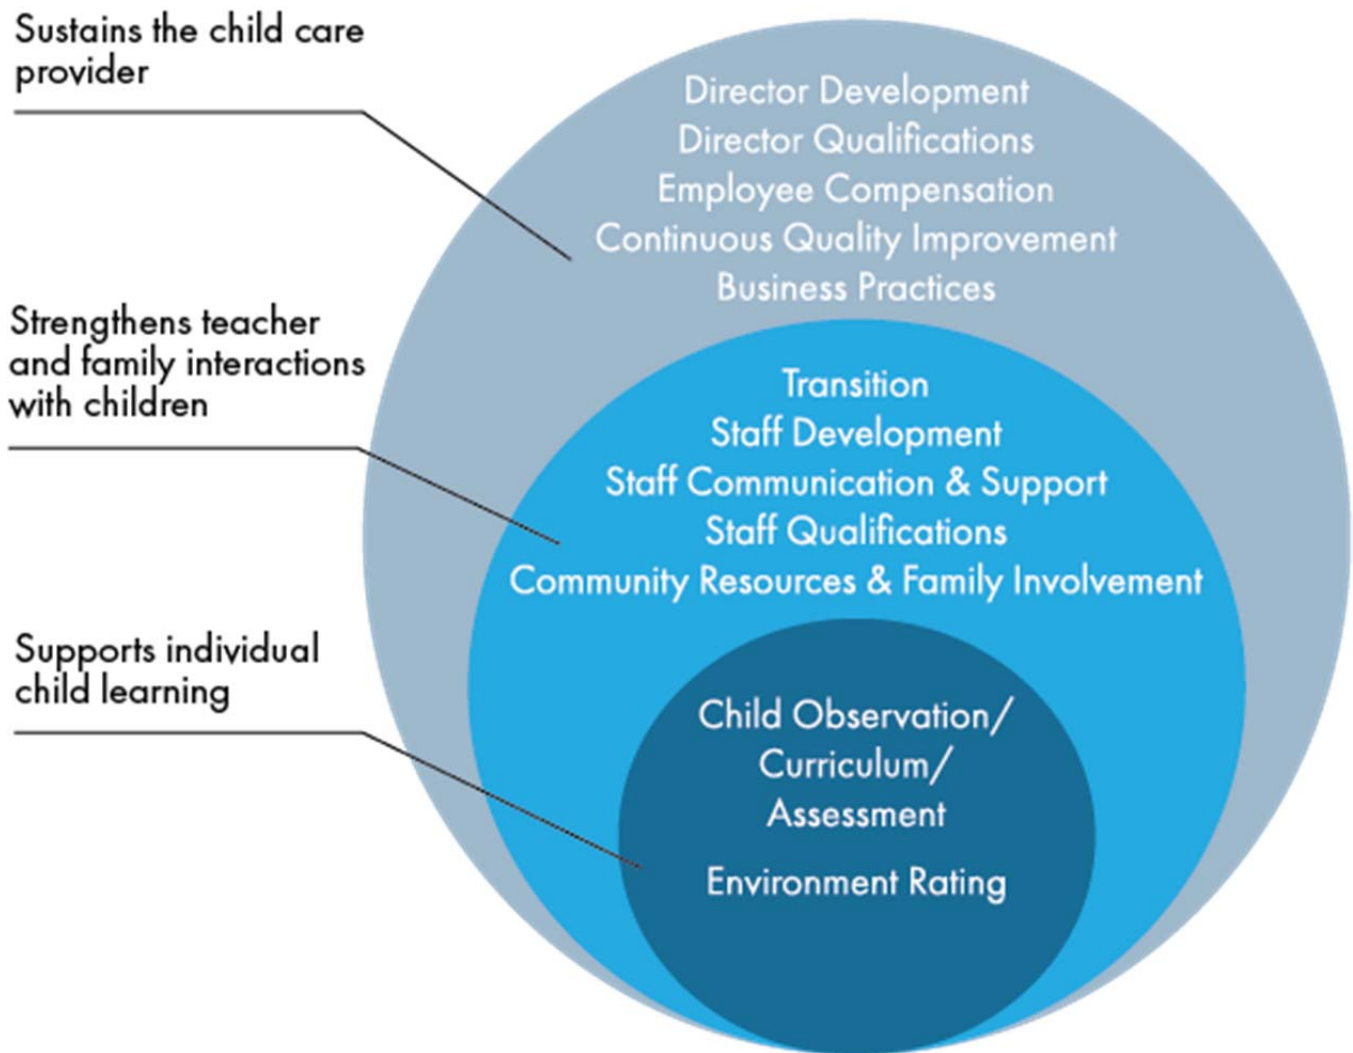 Sustains the child care
provider
Director Development
Director Qualifications
Employee Compensation
Continuous Quality Improvement
Business Practices
Strengthens teacher
and family interactions
with children
Transition
Staff Development
Staff Communication & Support
Staff Qualifications
Community Resources & Family Involvement
Supports individual
child learning
Child Observation/
Curriculum/
Assessment
Environment Rating